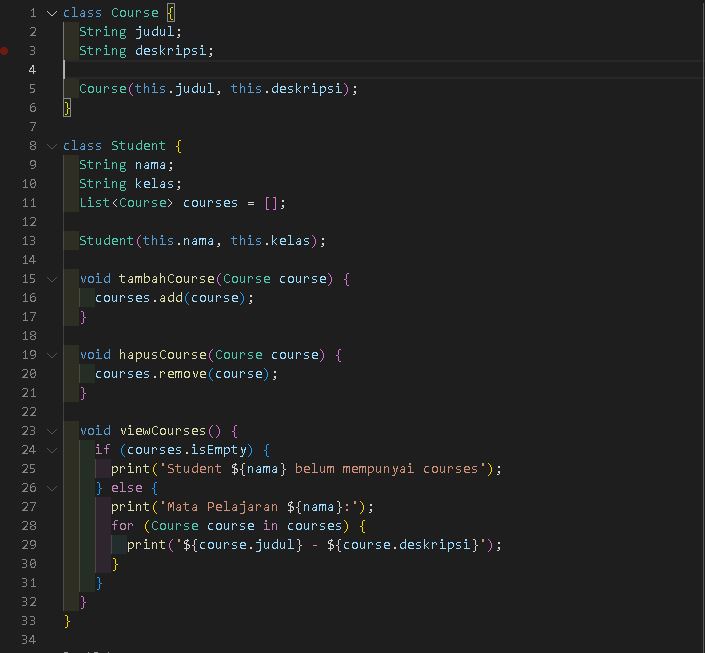 1 class Course {
2 String judul;
3 String deskripsi;
4
5 Course(this.judul, this.deskripsi);
6 }
7
8 class Student {
9 String nama;
10 String kelas;
11 List<Course> courses = [];
12
13 Student(this.nama, this.kelas);
14
15 void tambahCourse(Course course) {
16 courses.add(course);
17 }
18
19 void hapusCourse(Course course) {
20 courses.remove(course);
21 }
22
23 void viewCourses() {
24 if (courses.isEmpty) {
25 print('Student ${nama} belum mempunyai courses');
26 } else {
27 print('Mata Pelajaran ${nama}:');
28 for (Course course in courses) {
29 print('${course.judul} - ${course.deskripsi}');
30 }
31 }
32 }
33 }
34